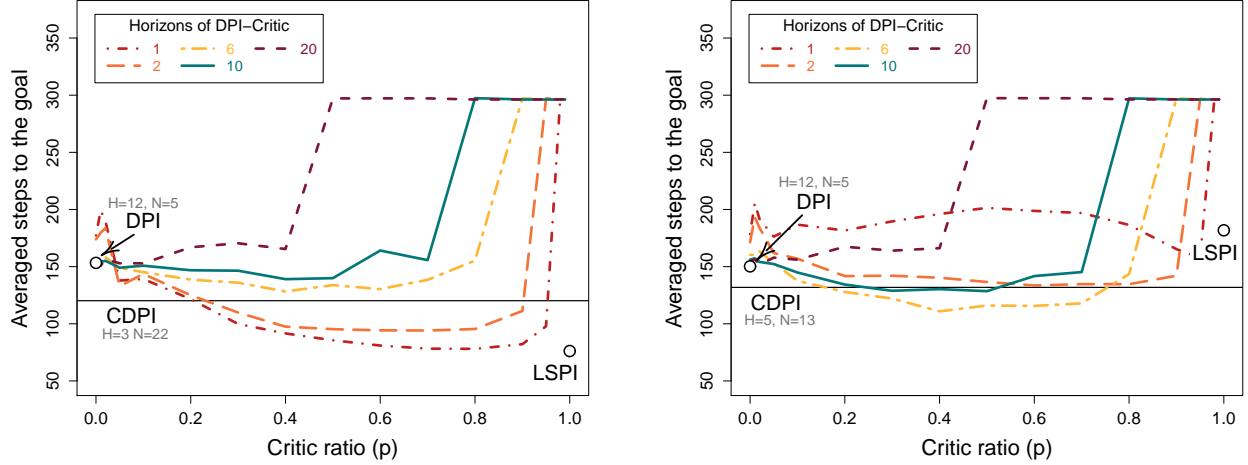 Horizons of DPI−Critic
1 6 20
2 10
Averaged steps to the goal
350
300
250
200
150
100
50
H=12, N=5
DPI
CDPI
H=3 N=22
LSPI
0.0 0.2 0.4 0.6 0.8 1.0
Critic ratio (p)
Horizons of DPI−Critic
1 6 20
2 10
Averaged steps to the goal
350
300
250
200
150
100
50
H=12, N=5
DPI
CDPI
H=5, N=13
LSPI
0.0 0.2 0.4 0.6 0.8 1.0
Critic ratio (p)